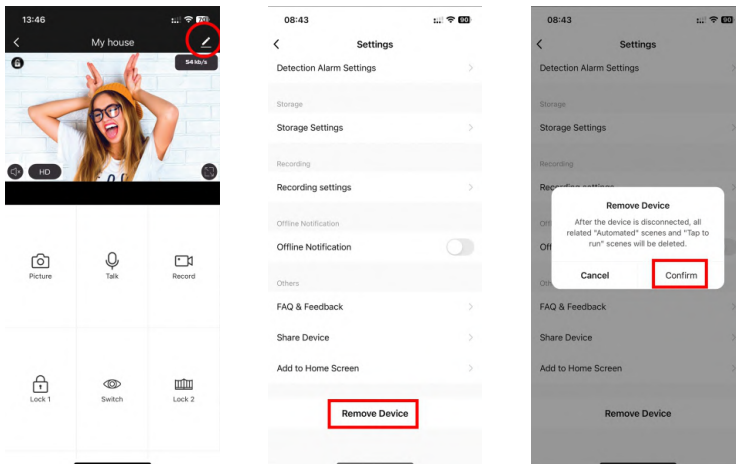 13:46
70
My house
54 kb/s
HD
Picture
Talk
Record
Lock 1
Switch
Lock 2
08:43
90
Settings
Detection Alarm Settings
Storage
Storage Settings
Recording
Recording settings
Offline Notification
Offline Notification
Others
FAQ & Feedback
Share Device
Add to Home Screen
Remove Device
08:43
90
Settings
Detection Alarm Settings
Storage
Storage Settings
Recording
Remove Device
After the device is disconnected, all
related "Automated" scenes and "Tap to
run" scenes will be deleted.
Cancel
Confirm
FAQ & Feedback
Share Device
Add to Home Screen
Remove Device